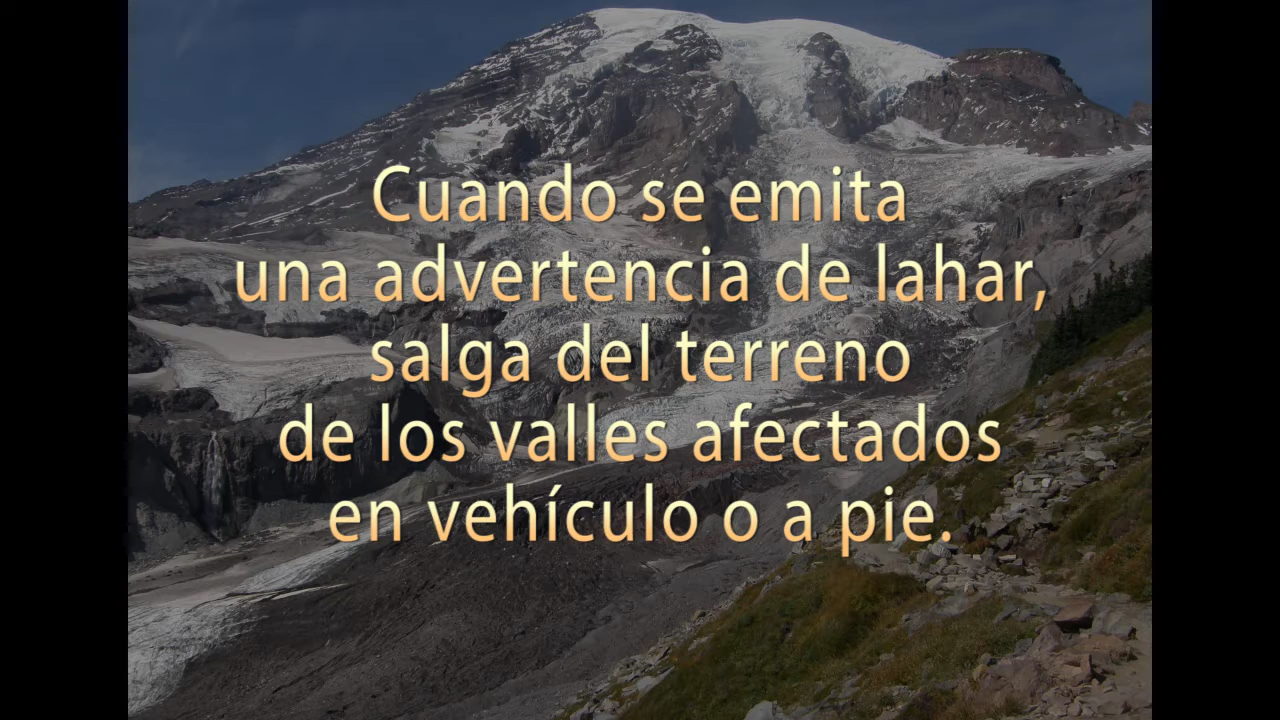 Cuando se emita
una advertencia de lahar,
salga del terreno
de los valles afectados
en vehículo o a pie.